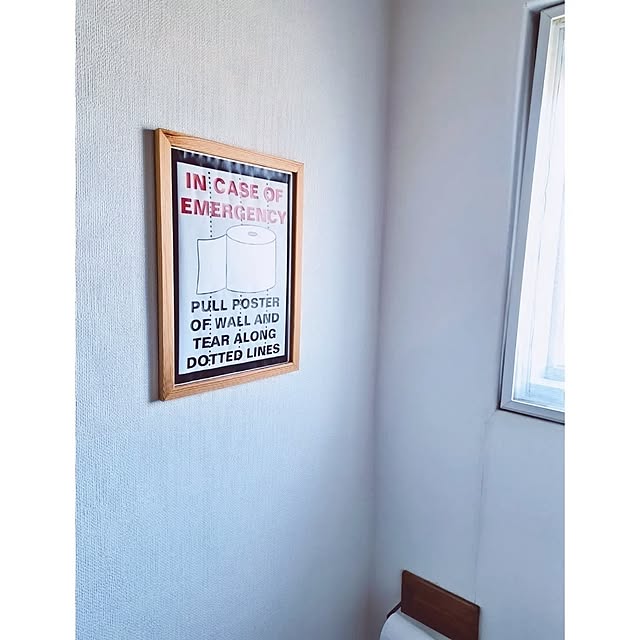 IN CASE OF
EMERGENCY
PULL POSTER
OF WALL AND
TEAR ALONG
DOTTED LINES